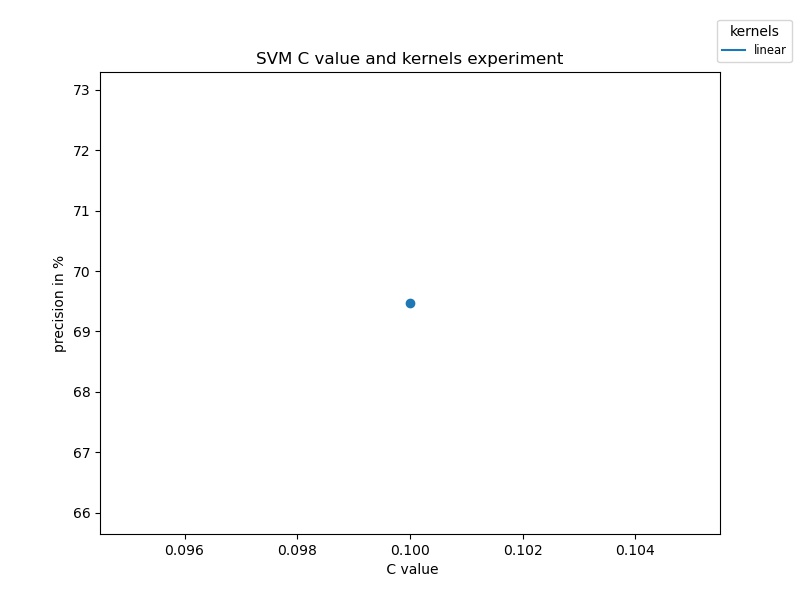 kernels
linear
SVM C value and kernels experiment
73
72
71
70
69
68
67
66
precision in %
0.096 0.098 0.100 0.102 0.104
C value